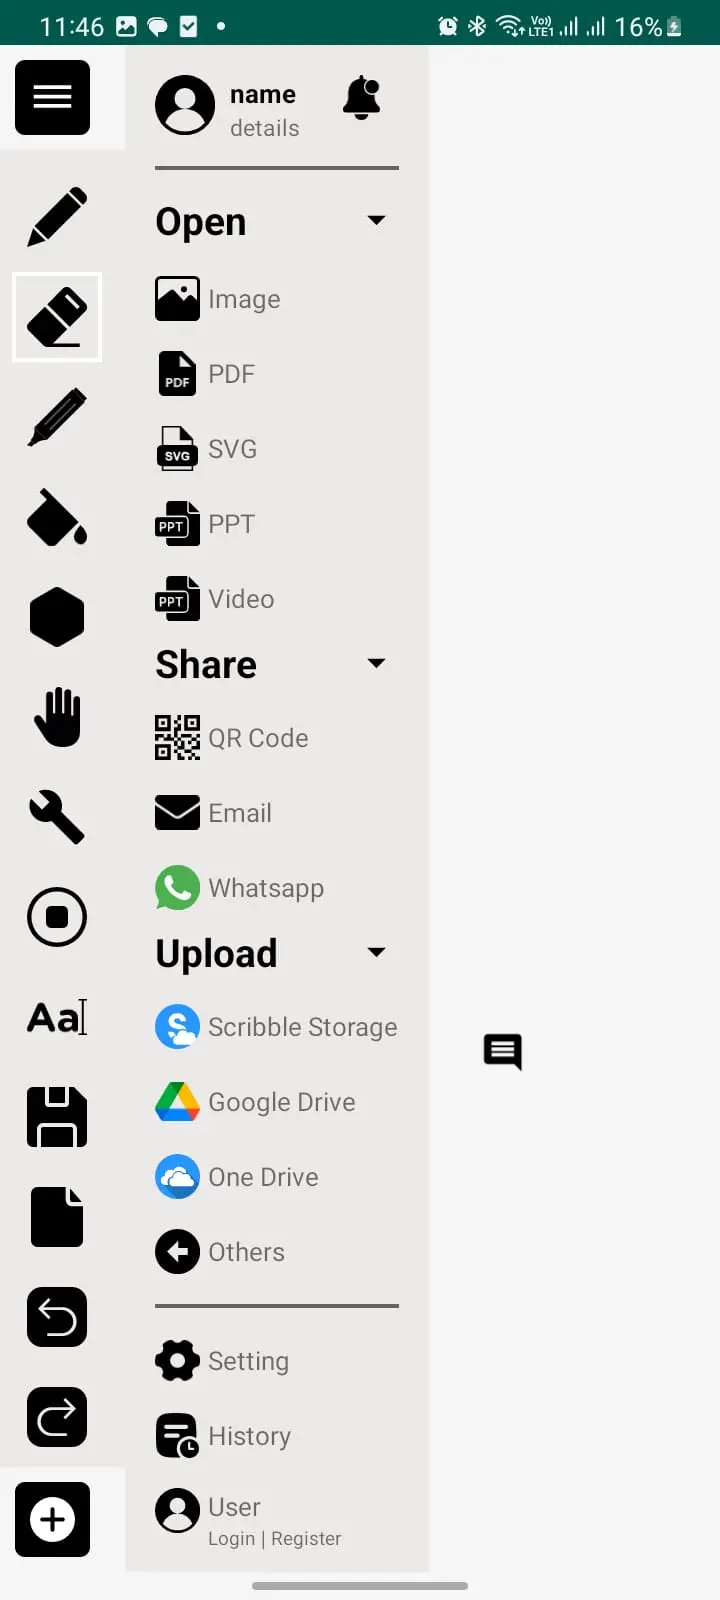 11:46
Vo)) LTE1 16%
name
details
Open
Image
PDF PDF
SVG SVG
PPT PPT
PPT Video
Share
QR Code
Email
Whatsapp
Upload
S Scribble Storage
Google Drive
One Drive
Others
Setting
History
User
Login | Register
Aa